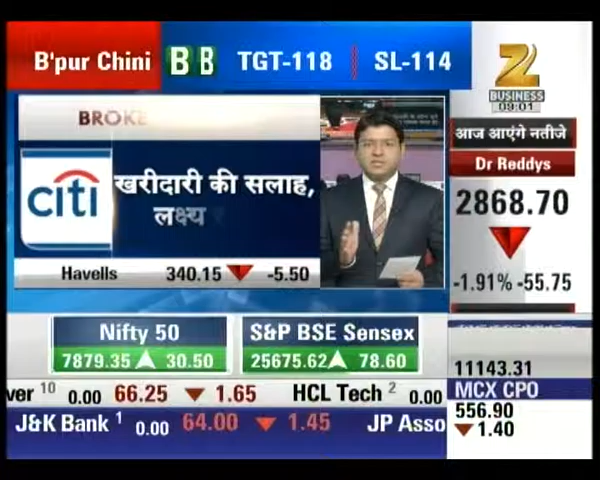 B'pur Chini B B TGT-118 SL-114
Z
BUSINESS
09:01
BROKE
citi
खरीदारी की सलाह,
लक्ष्य
Havells 340.15 -5.50
आज आएंगे नतीजे
Dr Reddys
2868.70
-1.91% -55.75
Nifty 50
7879.35 30.50
S&P BSE Sensex
25675.62 78.60
ver 10 0.00 66.25 1.65 HCL Tech 2 0.00
J&K Bank 1 0.00 64.00 1.45 JP Asso
11143.31
MCX CPO
556.90
1.40